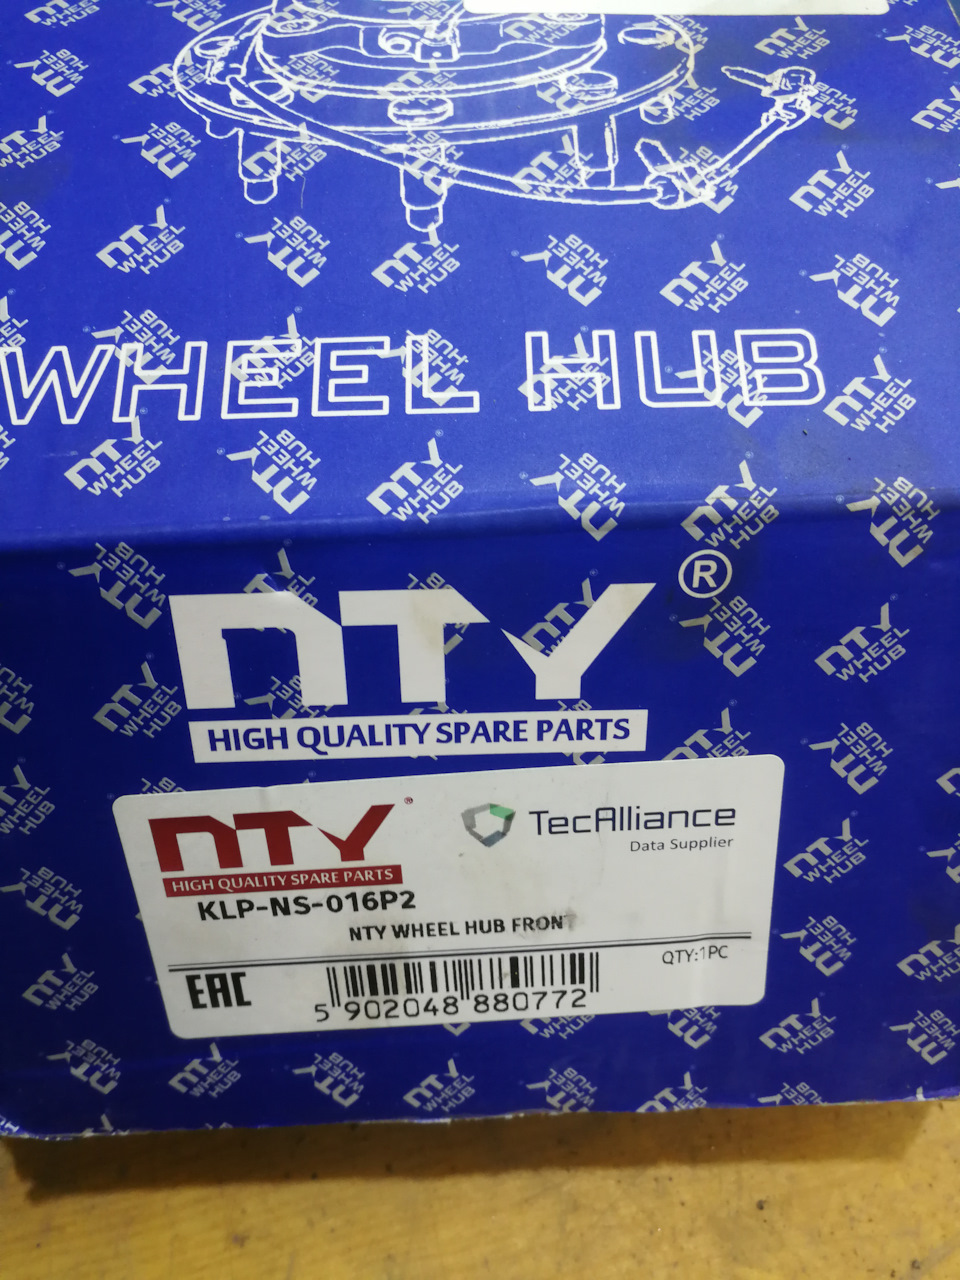 WHEEL HUB
NTY®
HIGH QUALITY SPARE PARTS
NTY®
HIGH QUALITY SPARE PARTS
TecAlliance
Data Supplier
KLP-NS-016P2
NTY WHEEL HUB FRONT
QTY:1PC
EAC
5 902048 880772